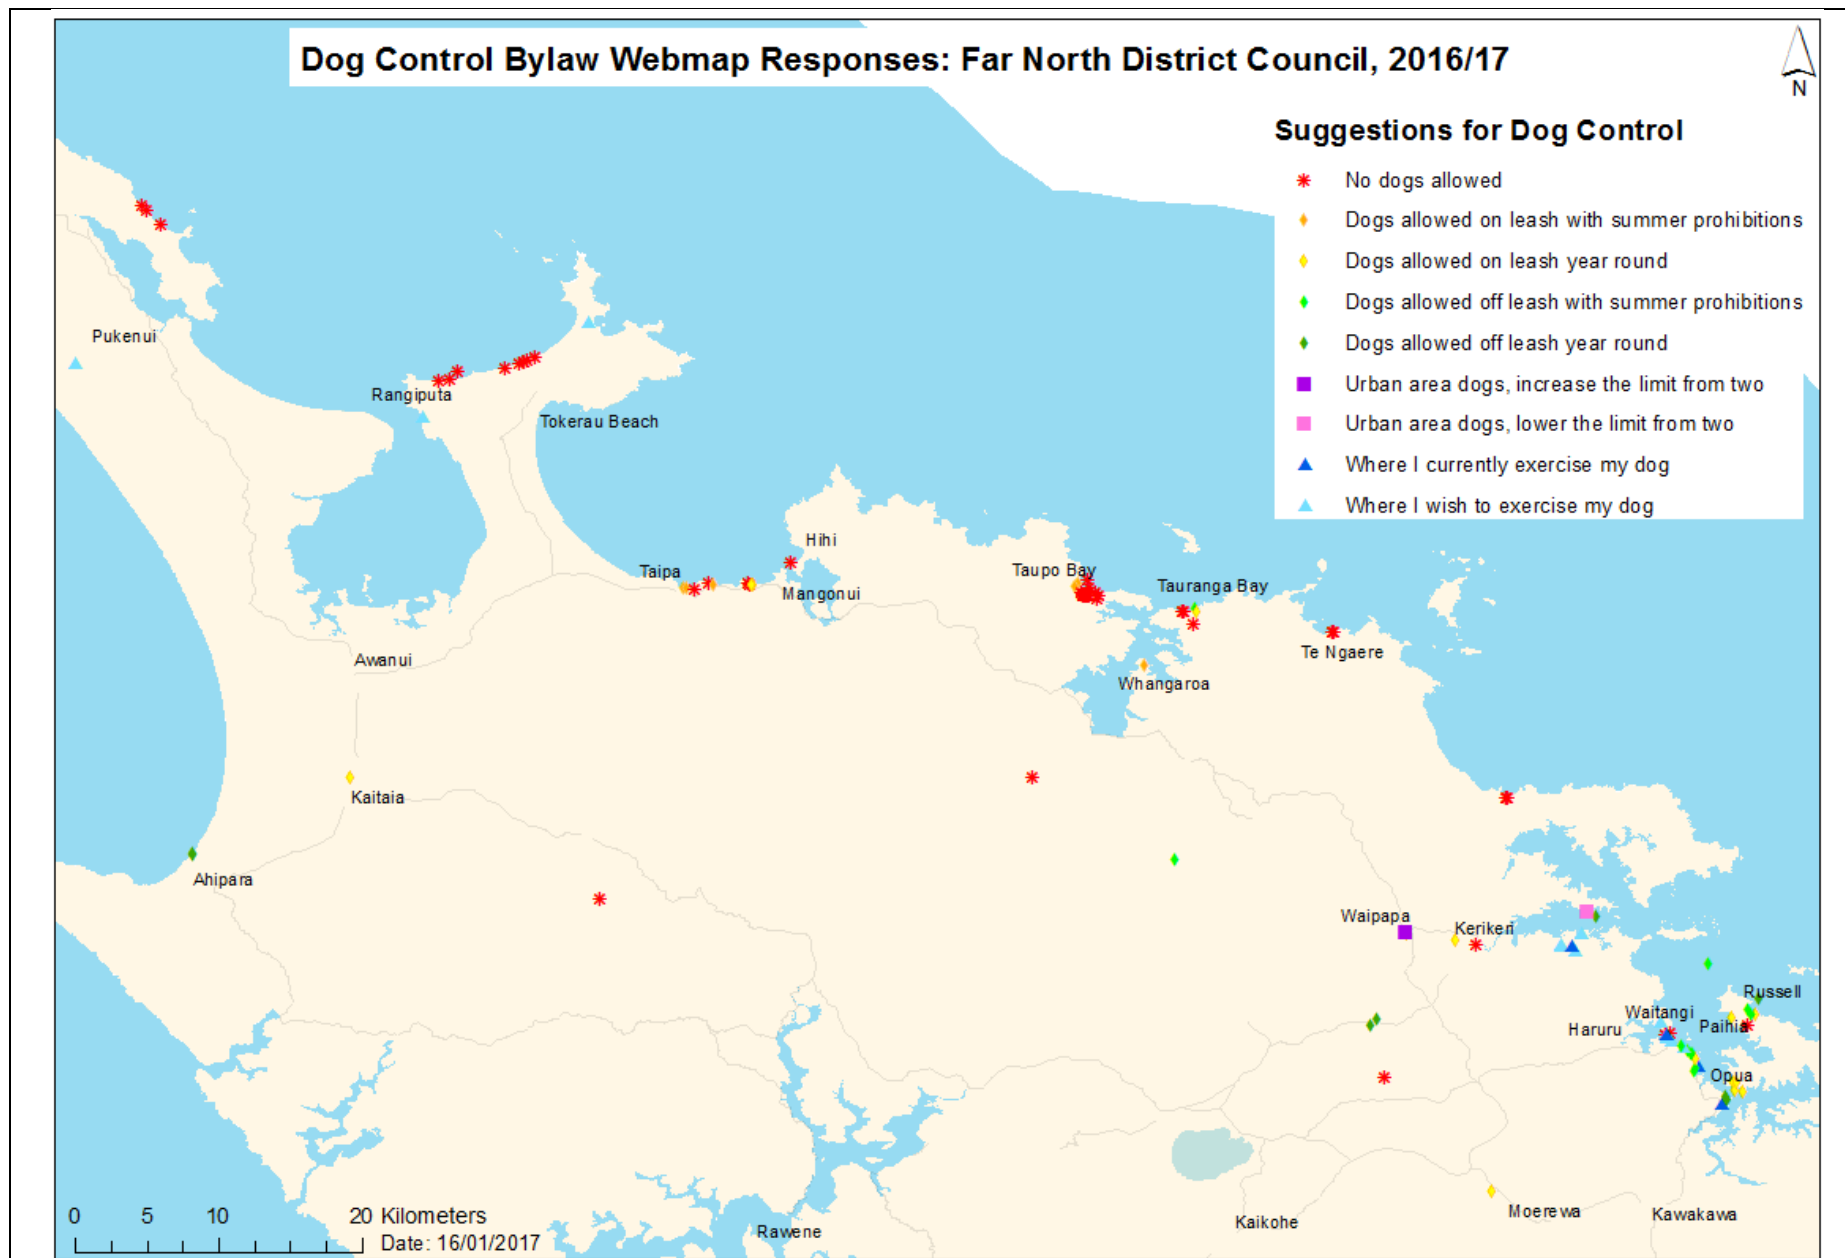 Dog Control Bylaw Webmap Responses: Far North District Council, 2016/17
N
Suggestions for Dog Control
No dogs allowed
Dogs allowed on leash with summer prohibitions
Dogs allowed on leash year round
Dogs allowed off leash with summer prohibitions
Dogs allowed off leash year round
Urban area dogs, increase the limit from two
Urban area dogs, lower the limit from two
Where I currently exercise my dog
Where I wish to exercise my dog
Pukenui
Rangiputa
Tokerau Beach
Hihi
Taipa
Mangonui
Taupo Bay
Tauranga Bay
Te Ngaere
Whangaroa
Awanui
Kaitaia
Ahipara
Waipapa
Kerikeri
Russell
Waitangi
Haruru
Paihia
Opua
Moerewa
Kawakawa
Kaikohe
Rawene
0 5 10 20 Kilometers
Date: 16/01/2017